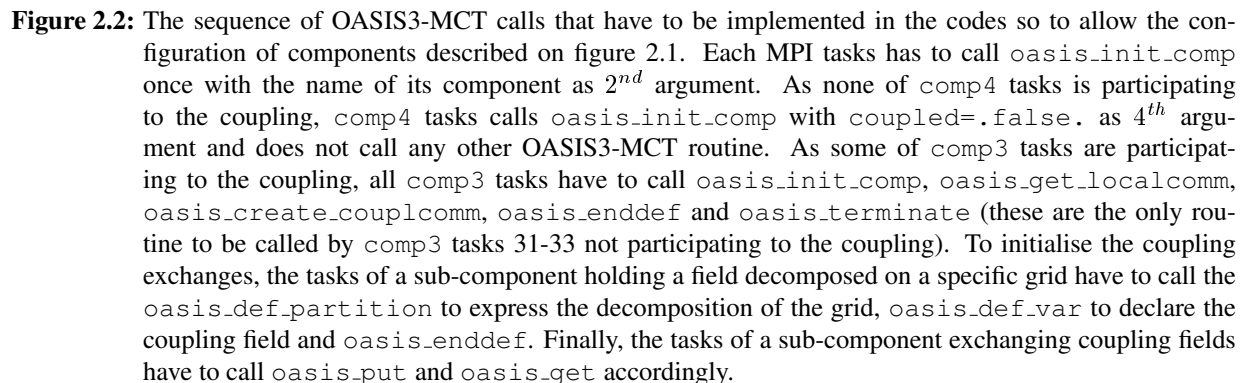 Figure 2.2: The sequence of OASIS3-MCT calls that have to be implemented in the codes so to allow the con-
figuration of components described on figure 2.1. Each MPI tasks has to call oasis_init_comp
once with the name of its component as 2nd argument. As none of comp4 tasks is participating
to the coupling, comp4 tasks calls oasis_init_comp with coupled=.false. as 4th argu-
ment and does not call any other OASIS3-MCT routine. As some of comp3 tasks are participat-
ing to the coupling, all comp3 tasks have to call oasis_init_comp, oasis_get_localcomm,
oasis_create_couplcomm, oasis_enddef and oasis_terminate (these are the only rou-
tine to be called by comp3 tasks 31-33 not participating to the coupling). To initialise the coupling
exchanges, the tasks of a sub-component holding a field decomposed on a specific grid have to call the
oasis_def_partition to express the decomposition of the grid, oasis_def_var to declare the
coupling field and oasis_enddef. Finally, the tasks of a sub-component exchanging coupling fields
have to call oasis_put and oasis_get accordingly.